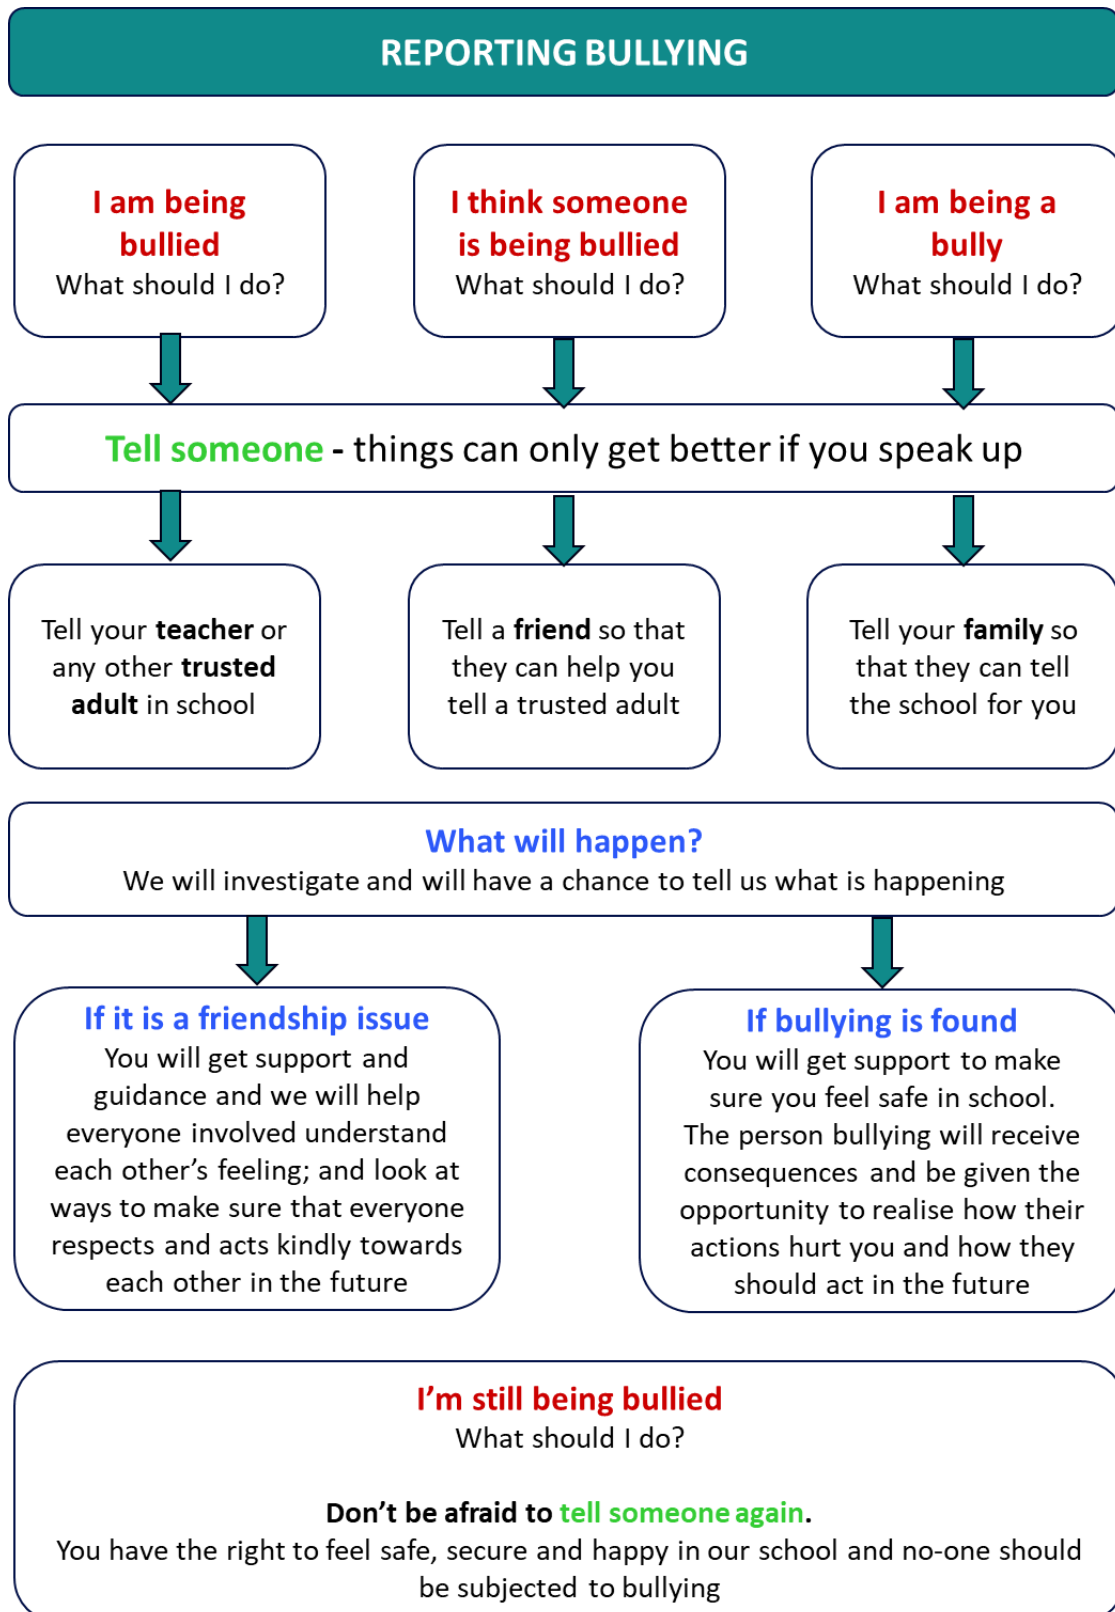 REPORTING BULLYING
I am being
bullied
What should I do?
I think someone
is being bullied
What should I do?
I am being a
bully
What should I do?
Tell someone - things can only get better if you speak up
Tell your teacher or
any other trusted
adult in school
Tell a friend so that
they can help you
tell a trusted adult
Tell your family so
that they can tell
the school for you
What will happen?
We will investigate and will have a chance to tell us what is happening
If it is a friendship issue
You will get support and
guidance and we will help
everyone involved understand
each other’s feeling; and look at
ways to make sure that everyone
respects and acts kindly towards
each other in the future
If bullying is found
You will get support to make
sure you feel safe in school.
The person bullying will receive
consequences and be given the
opportunity to realise how their
actions hurt you and how they
should act in the future
I’m still being bullied
What should I do?
Don’t be afraid to tell someone again.
You have the right to feel safe, secure and happy in our school and no-one should
be subjected to bullying